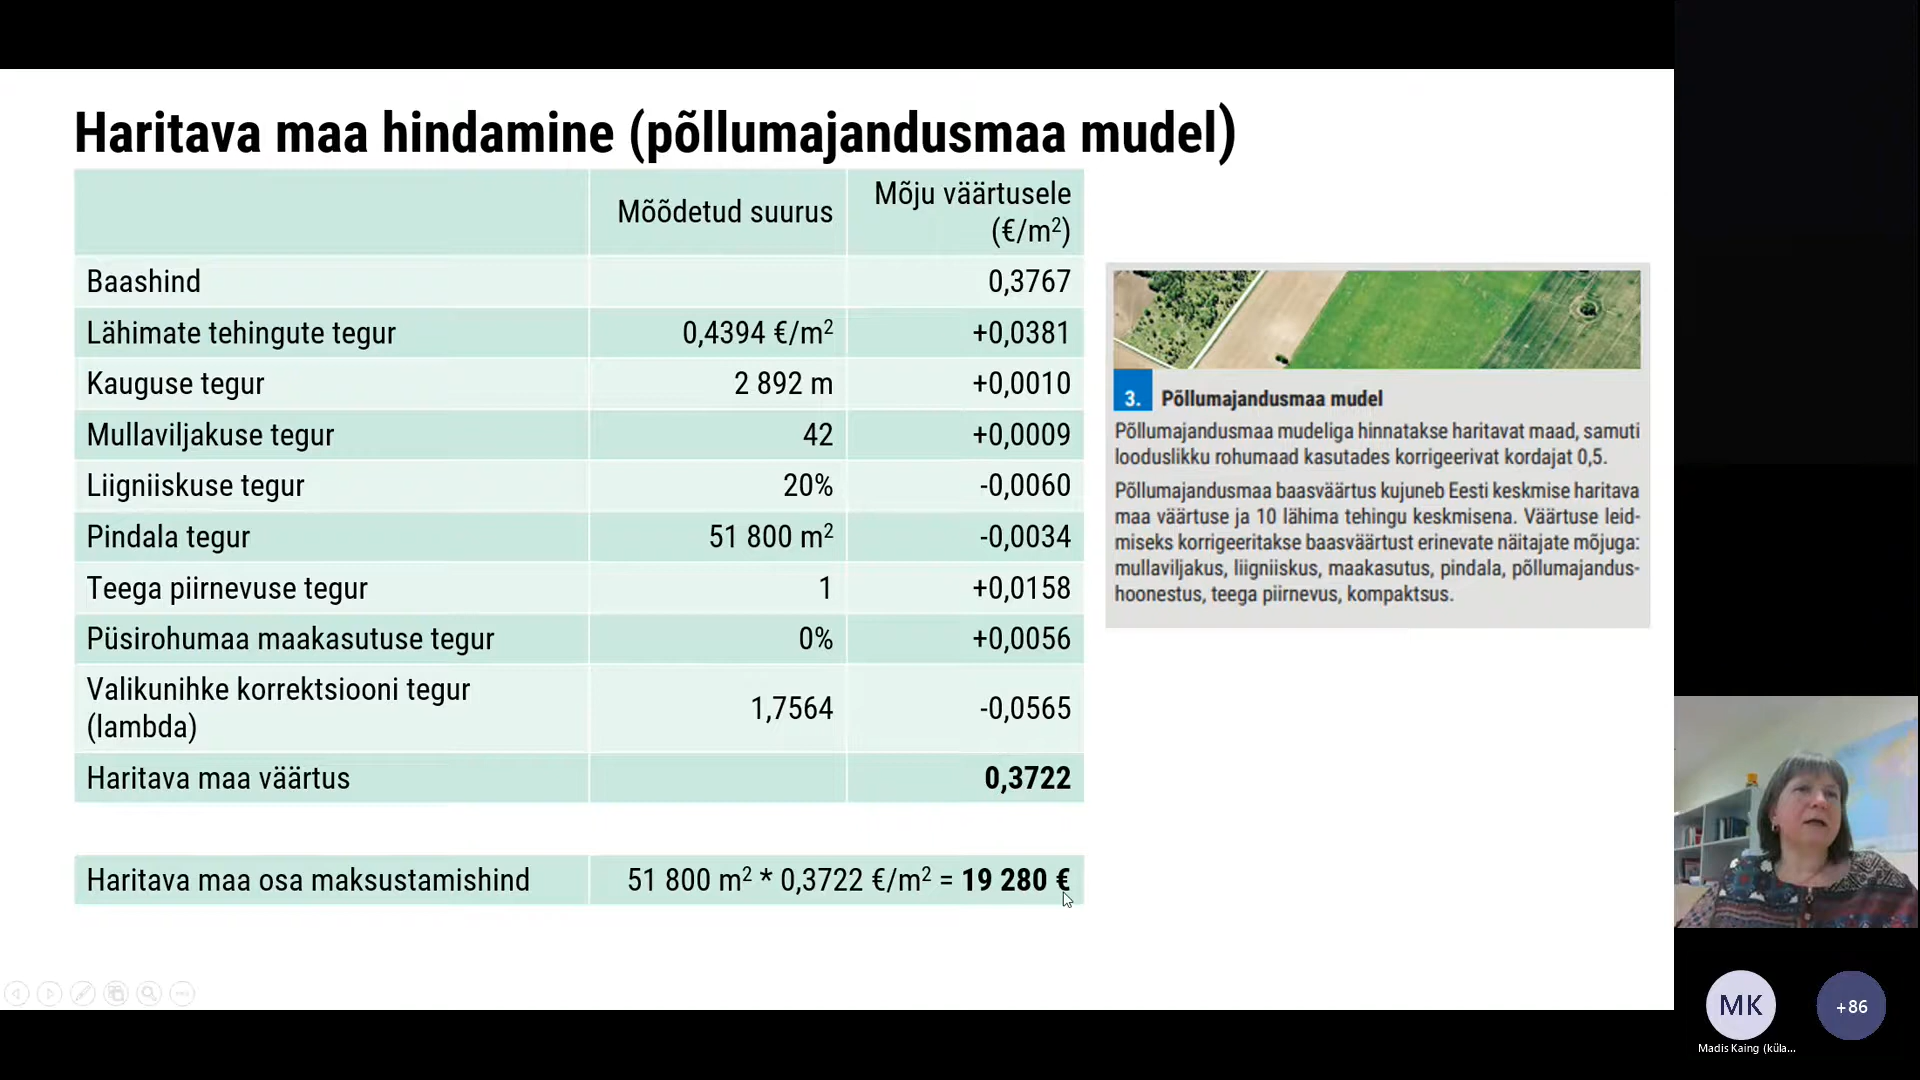 Haritava maa hindamine (põllumajandusmaa mudel)
Mõõdetud suurus
Mõju väärtusele
(€/m²)
Baashind 0,3767
Lähimate tehingute tegur 0,4394 €/m² +0,0381
Kauguse tegur 2 892 m +0,0010
Mullaviljakuse tegur 42 +0,0009
Liigniiskuse tegur 20% -0,0060
Pindala tegur 51 800 m² -0,0034
Teega piirnevuse tegur 1 +0,0158
Püsirohumaa maakasutuse tegur 0% +0,0056
Valikunihke korrektsiooni tegur
(lambda) 1,7564 -0,0565
Haritava maa väärtus 0,3722
Haritava maa osa maksustamishind 51 800 m² * 0,3722 €/m² = 19 280 €
3. Põllumajandusmaa mudel
Põllumajandusmaa mudeliga hinnatakse haritavat maad, samuti
looduslikku rohumaad kasutades korrigeerivat kordajat 0,5.
Põllumajandusmaa baasväärtus kujuneb Eesti keskmise haritava
maa väärtuse ja 10 lähima tehingu keskmisena. Väärtuse leid-
miseks korrigeeritakse baasväärtust erinevate näitajate mõjuga:
mullaviljakus, liigniiskus, maakasutus, pindala, põllumajandus-
hoonestus, teega piirnevus, kompaktsus.
MK
+86
Madis Kaing (küla...